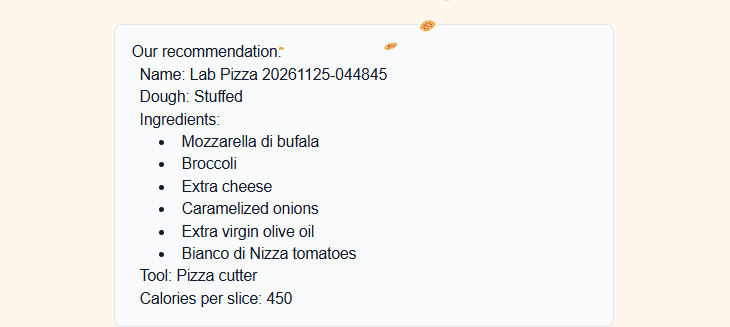 Our recommendation:
Name: Lab Pizza 20261125-044845
Dough: Stuffed
Ingredients:
• Mozzarella di bufala
• Broccoli
• Extra cheese
• Caramelized onions
• Extra virgin olive oil
• Bianco di Nizza tomatoes
Tool: Pizza cutter
Calories per slice: 450